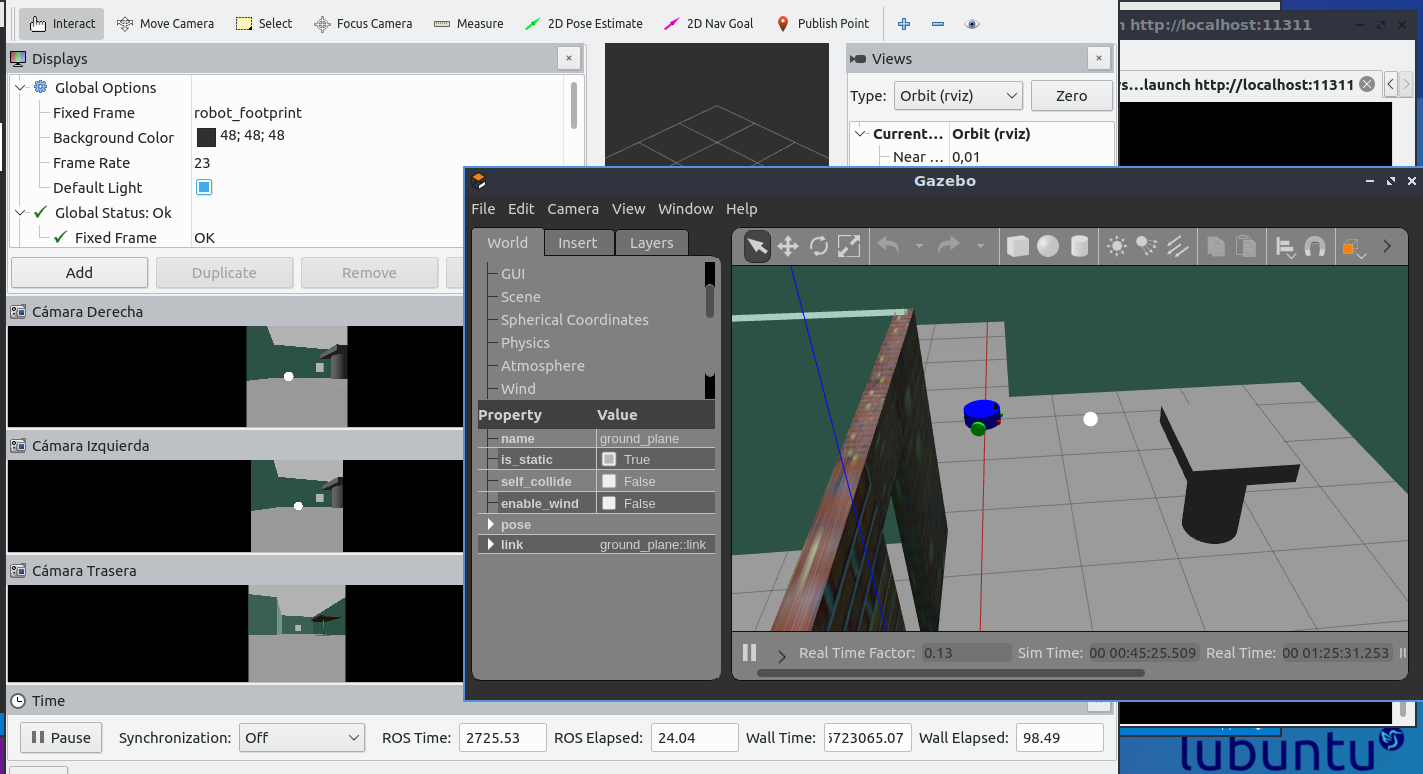 Interact Move Camera Select Focus Camera Measure 2D Pose Estimate 2D Nav Goal Publish Point
http://localhost:11311
Displays
Views
s...launch http://localhost:11311
Global Options
Fixed Frame robot_footprint
Background Color 48; 48; 48
Frame Rate 23
Default Light
Global Status: Ok
Fixed Frame OK
Type: Orbit (rviz) Zero
Current... Orbit (rviz)
Near ... 0,01
Add Duplicate Remove
Cámara Derecha
Cámara Izquierda
Cámara Trasera
Gazebo
File Edit Camera View Window Help
World Insert Layers
GUI
Scene
Spherical Coordinates
Physics
Atmosphere
Wind
Property Value
name ground_plane
is_static True
self_collide False
enable_wind False
pose
link ground_plane::link
Real Time Factor: 0.13 Sim Time: 00 00:45:25.509 Real Time: 00 01:25:31.253
Time
Pause Synchronization: Off ROS Time: 2725.53 ROS Elapsed: 24.04 Wall Time: 723065.07 Wall Elapsed: 98.49
lubuntu